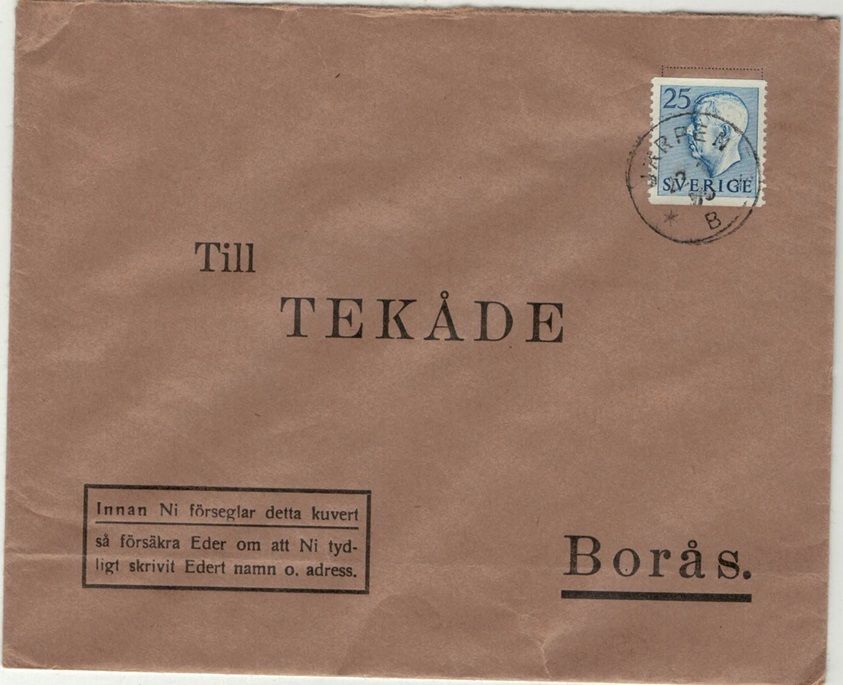 25
SVERIGE
JÄRPEN
B
Till
TEKÅDE
Innan Ni förseglar detta kuvert
så försäkra Eder om att Ni tyd-
ligt skrivit Edert namn o. adress.
Borås.